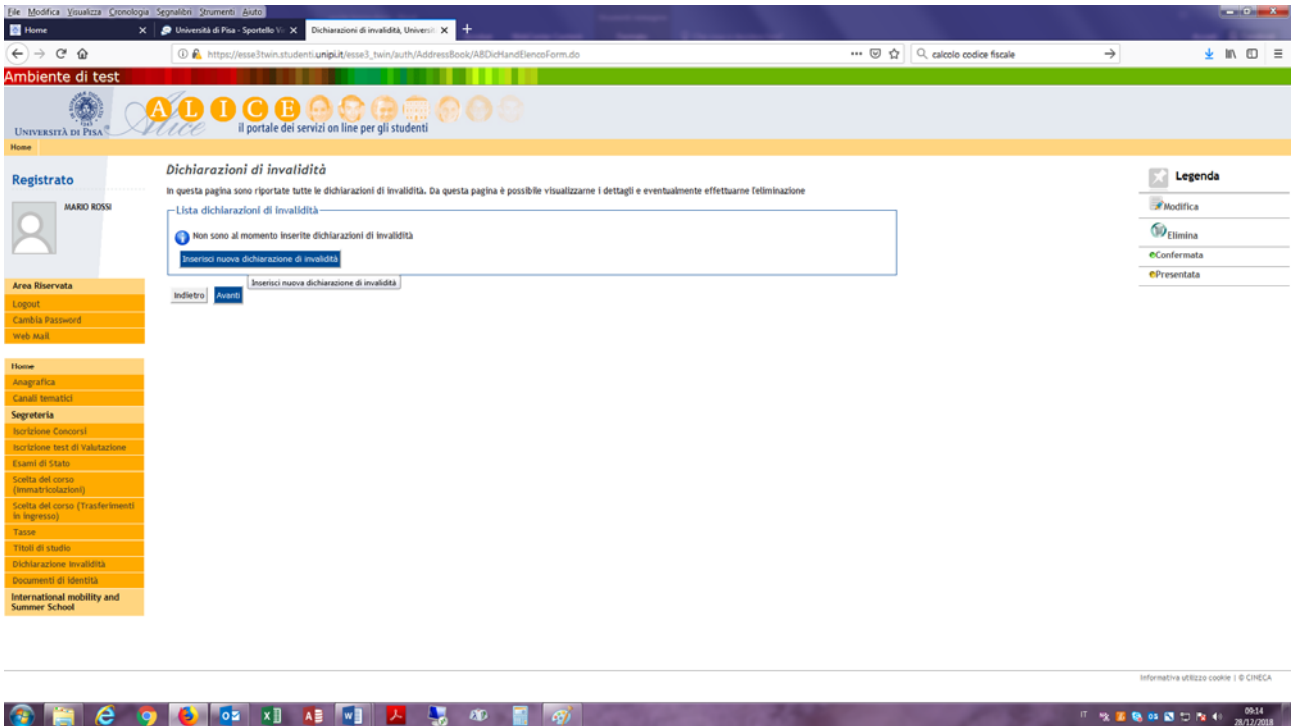 File Modifica Visualizza Cronologia Segnalibri Strumenti Aiuto
Home
Università di Pisa - Sportello Vi
Dichiarazioni di invalidità, Universit
https://esse3twin.studenti.unipi.it/esse3_twin/auth/AddressBook/ABDicHandElencoForm.do
calcolo codice fiscale
Ambiente di test
UNIVERSITÀ DI PISA
ALICE
Alice
il portale dei servizi on line per gli studenti
Home
Registrato
MARIO ROSSI
Area Riservata
Logout
Cambia Password
Web Mail
Home
Anagrafica
Canali tematici
Segreteria
Iscrizione Concorsi
Iscrizione test di Valutazione
Esami di Stato
Scelta del corso
(Immatricolazioni)
Scelta del corso (Trasferimenti
in ingresso)
Tasse
Titoli di studio
Dichiarazione Invalidità
Documenti di identità
International mobility and
Summer School
Dichiarazioni di invalidità
In questa pagina sono riportate tutte le dichiarazioni di invalidità. Da questa pagina è possibile visualizzarne i dettagli e eventualmente effettuarne l'eliminazione
Lista dichiarazioni di invalidità
Non sono al momento inserite dichiarazioni di invalidità
Inserisci nuova dichiarazione di invalidità
Inserisci nuova dichiarazione di invalidità
Indietro
Avanti
Legenda
Modifica
Elimina
Confermata
Presentata
Informativa utilizzo cookie | © CINECA
IT
09:14
28/12/2018